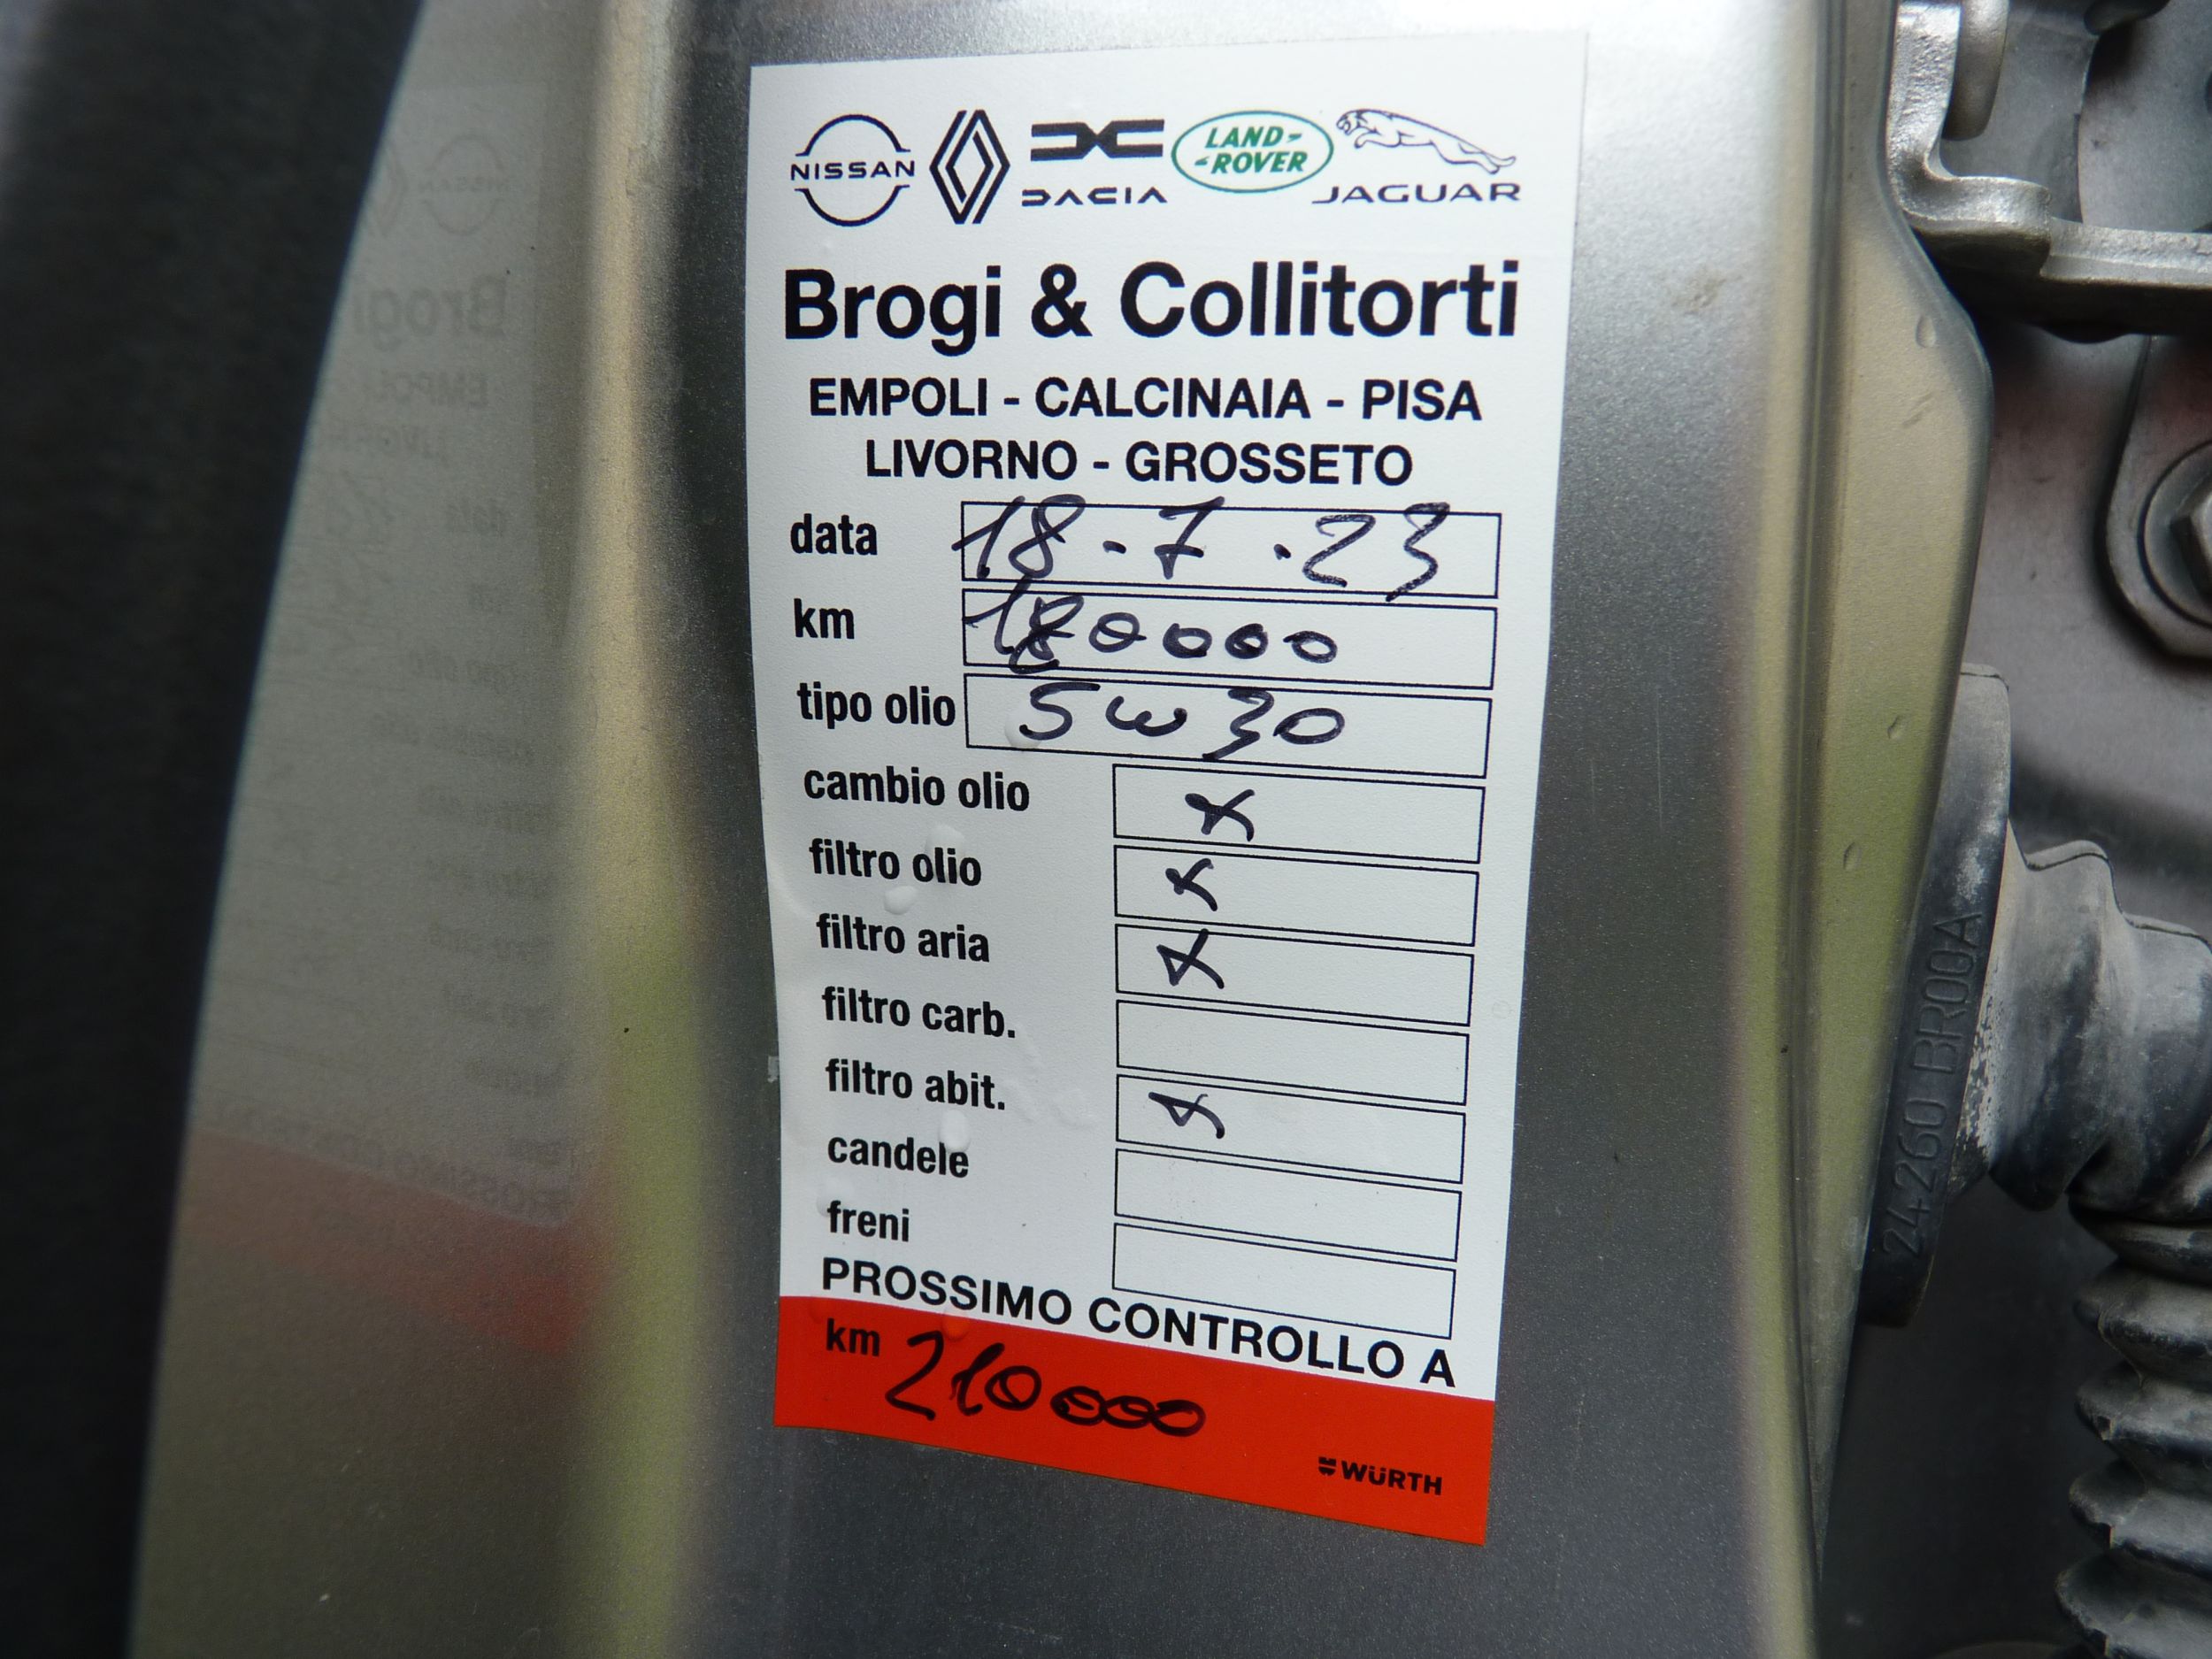 NISSAN DACIA LAND-ROVER JAGUAR
Brogi & Collitorti
EMPOLI - CALCINAIA - PISA
LIVORNO - GROSSETO
data 18.7.23
km 180000
tipo olio 5w30
cambio olio x
filtro olio x
filtro aria x
filtro carb.
filtro abit. x
candele
freni
PROSSIMO CONTROLLO A
km 210000
WÜRTH
24260 BR00A